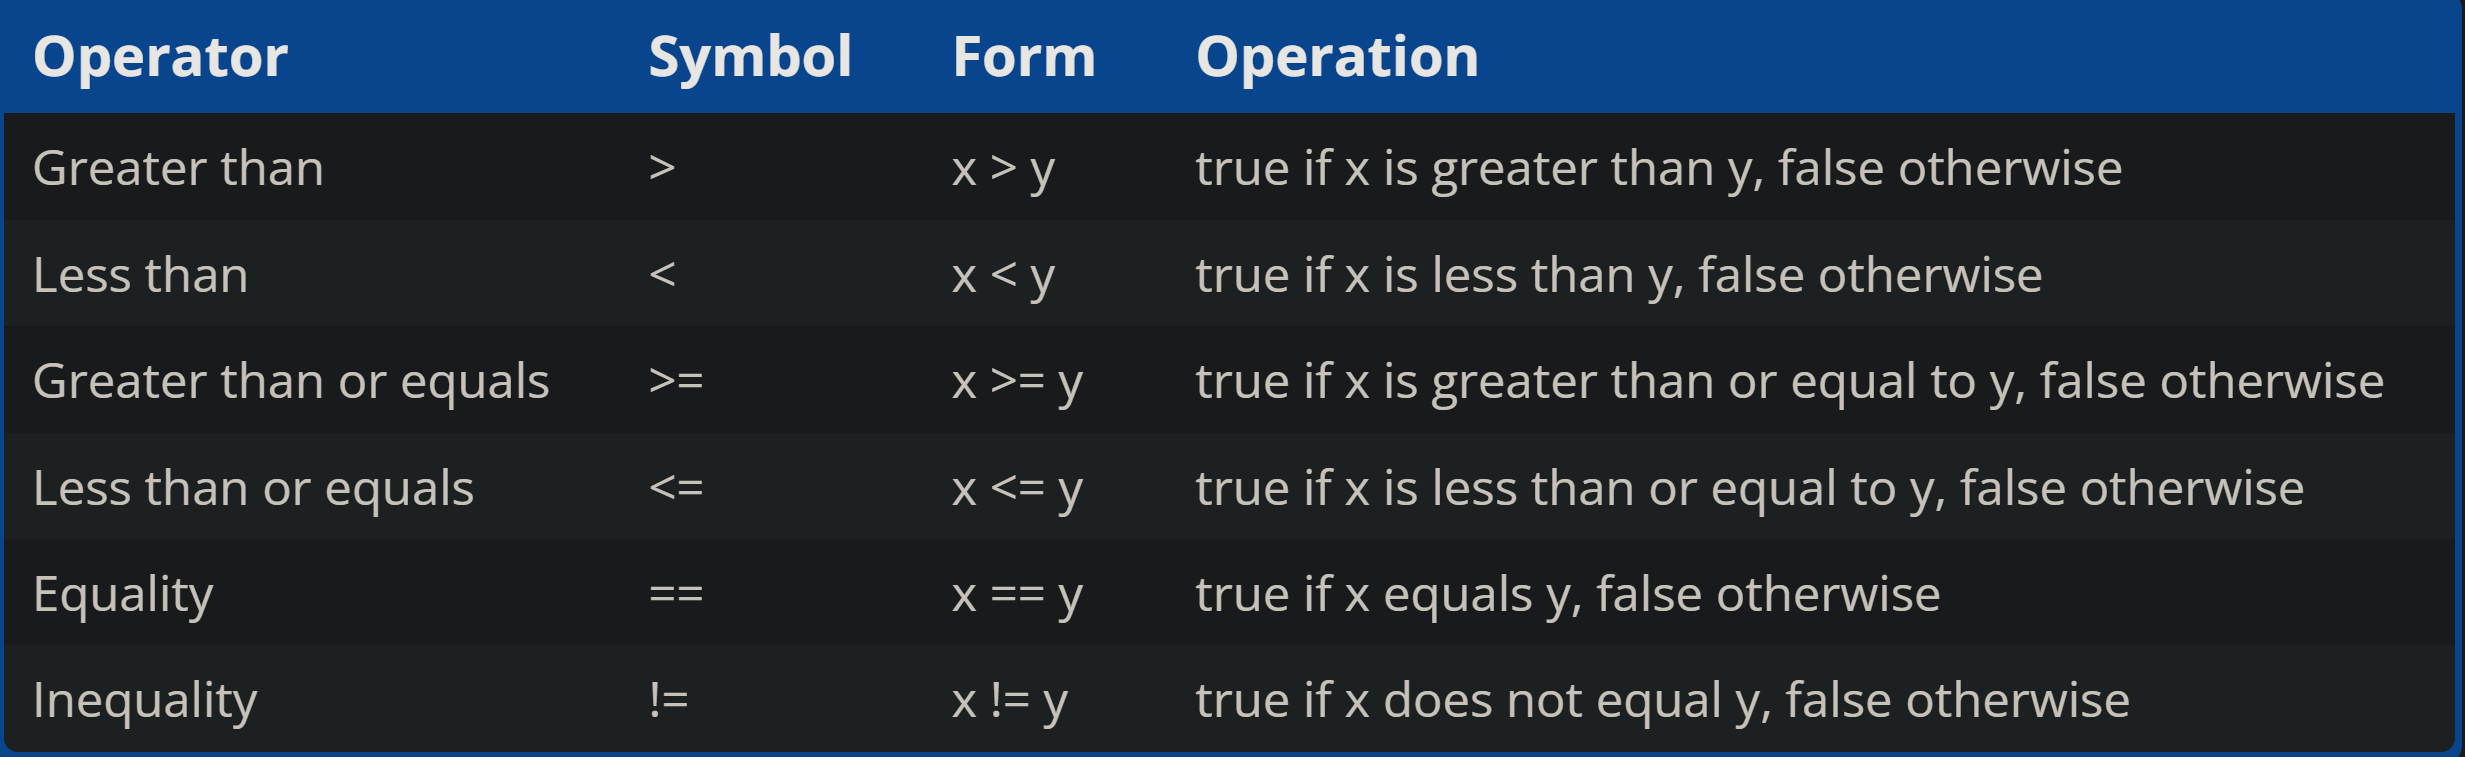 Operator Symbol Form Operation
Greater than > x > y true if x is greater than y, false otherwise
Less than < x < y true if x is less than y, false otherwise
Greater than or equals >= x >= y true if x is greater than or equal to y, false otherwise
Less than or equals <= x <= y true if x is less than or equal to y, false otherwise
Equality == x == y true if x equals y, false otherwise
Inequality != x != y true if x does not equal y, false otherwise